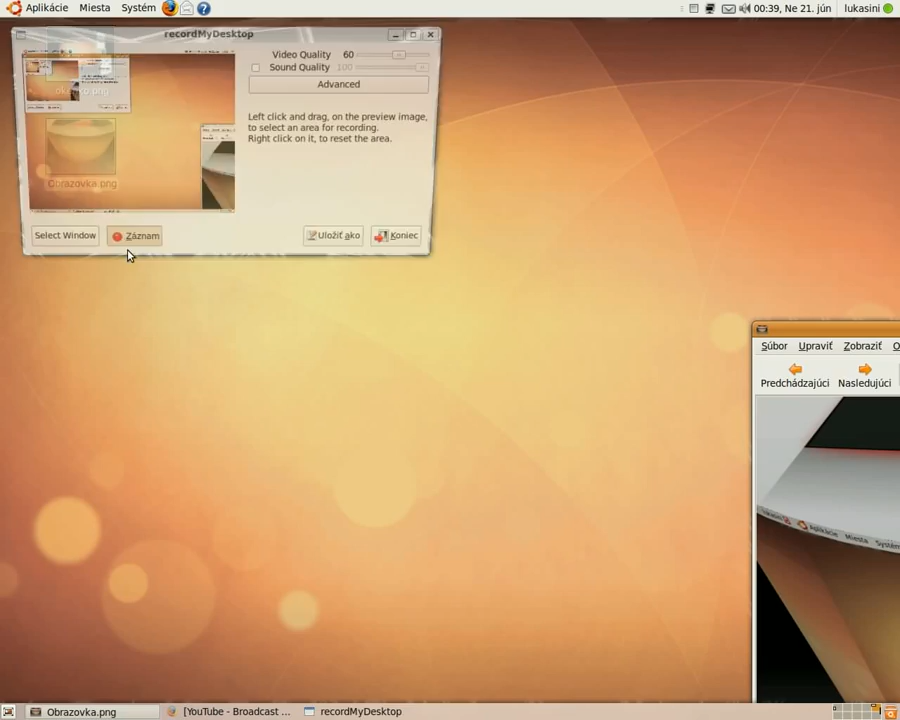 Aplikácie Miesta Systém
00:39, Ne 21. jún lukasini
recordMyDesktop
Video Quality 60
Sound Quality 100
Advanced
Left click and drag, on the preview image,
to select an area for recording.
Right click on it, to reset the area.
Obrazovka.png
Select Window Záznam Uložiť ako Koniec
Súbor Upraviť Zobraziť
Predchádzajúci Nasledujúci
Aplikácie Miesta
Obrazovka.png [YouTube - Broadcast ... recordMyDesktop